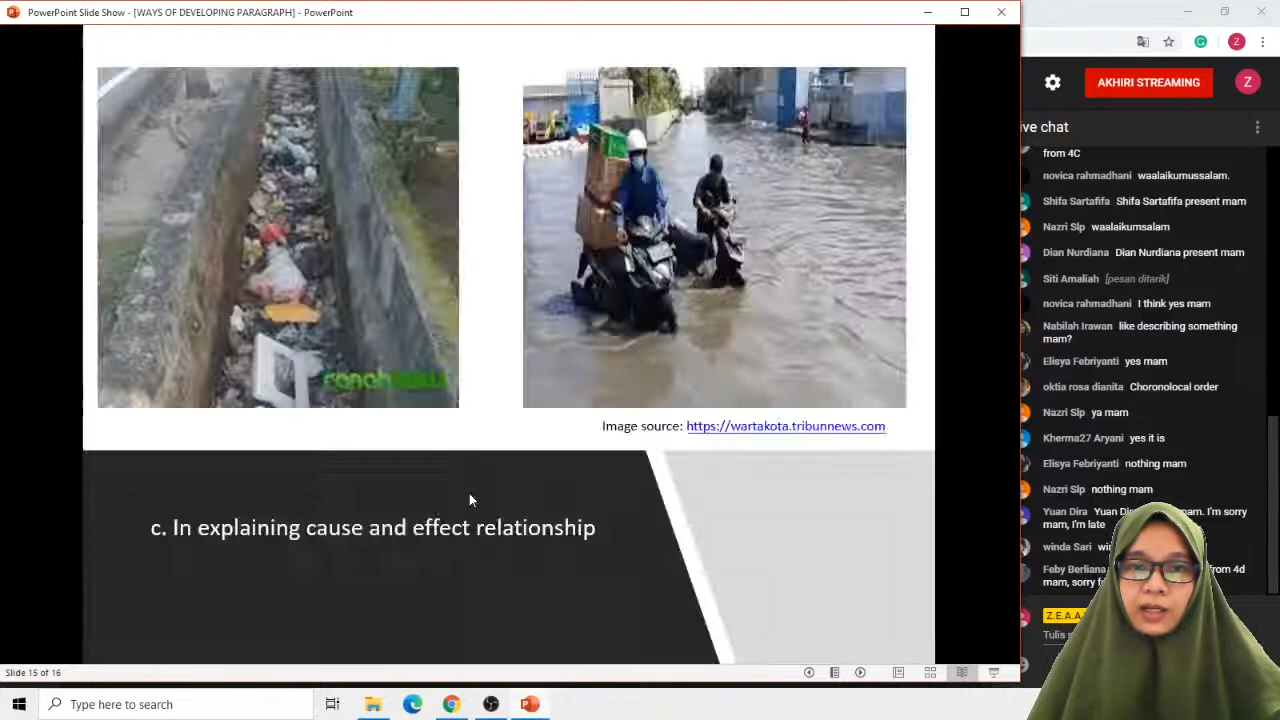 PowerPoint Slide Show - [WAYS OF DEVELOPING PARAGRAPH] - PowerPoint
Z
AKHIRI STREAMING
Z
ive chat
from 4C
novica rahmadhani waalaikumussalam.
Shifa Sartafifa Shifa Sartafifa present mam
Nazri Slp waalaikumsalam
Dian Nurdiana Dian Nurdiana present mam
Siti Amaliah [pesan ditarik]
novica rahmadhani I think yes mam
Nabilah Irawan like describing something
mam?
Elisya Febriyanti yes mam
oktia rosa dianita Choronolocal order
Nazri Slp ya mam
Kherma27 Aryani yes it is
Elisya Febriyanti nothing mam
Nazri Slp nothing mam
Yuan Dira Yuan mam. I'm sorry
mam, I'm late
winda Sari
Feby Berliana from 4d
mam, sorry
Z.E.A.A
Tulis
Image source: https://wartakota.tribunnews.com
c. In explaining cause and effect relationship
Slide 15 of 16
Type here to search